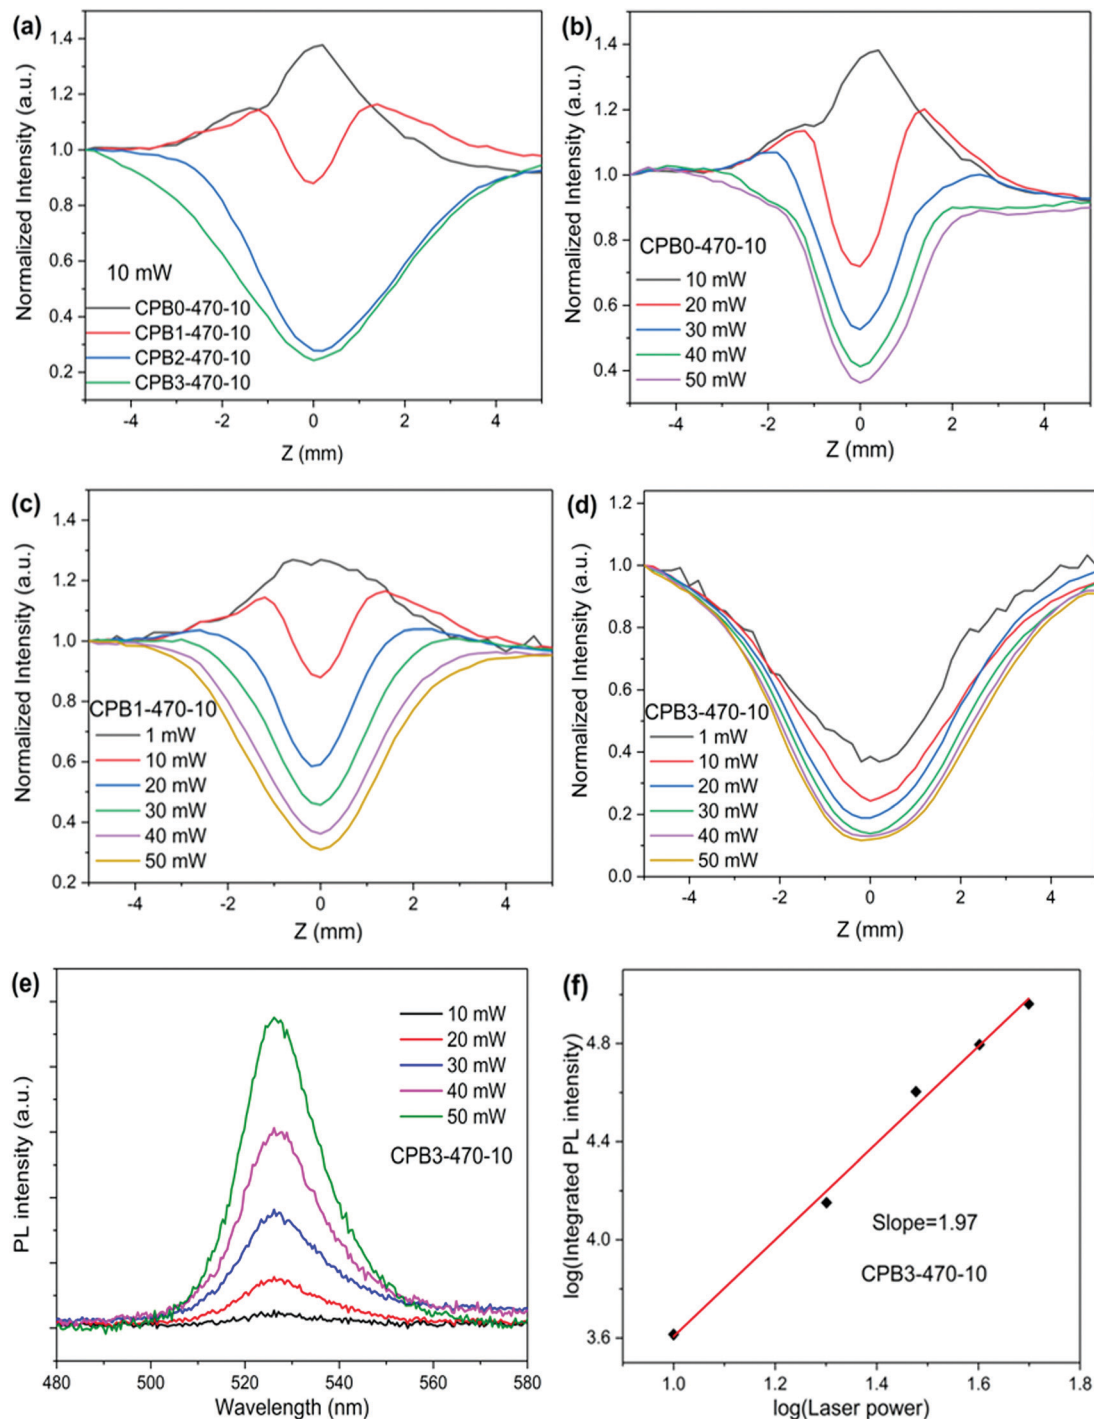 (a)
Normalized Intensity (a.u.)
1.4
1.2
1.0
0.8
0.6
0.4
0.2
10 mW
CPB0-470-10
CPB1-470-10
CPB2-470-10
CPB3-470-10
-4 -2 0 2 4
Z (mm)
(b)
Normalized Intensity (a.u.)
1.4
1.2
1.0
0.8
0.6
0.4
CPB0-470-10
10 mW
20 mW
30 mW
40 mW
50 mW
-4 -2 0 2 4
Z (mm)
(c)
Normalized Intensity (a.u.)
1.4
1.2
1.0
0.8
0.6
0.4
0.2
CPB1-470-10
1 mW
10 mW
20 mW
30 mW
40 mW
50 mW
-4 -2 0 2 4
Z (mm)
(d)
Normalized Intensity (a.u.)
1.2
1.0
0.8
0.6
0.4
0.2
0.0
CPB3-470-10
1 mW
10 mW
20 mW
30 mW
40 mW
50 mW
-4 -2 0 2 4
Z (mm)
(e)
PL intensity (a.u.)
10 mW
20 mW
30 mW
40 mW
50 mW
CPB3-470-10
480 500 520 540 560 580
Wavelength (nm)
(f)
log(Integrated PL intensity)
4.8
4.4
4.0
3.6
Slope=1.97
CPB3-470-10
1.0 1.2 1.4 1.6 1.8
log(Laser power)